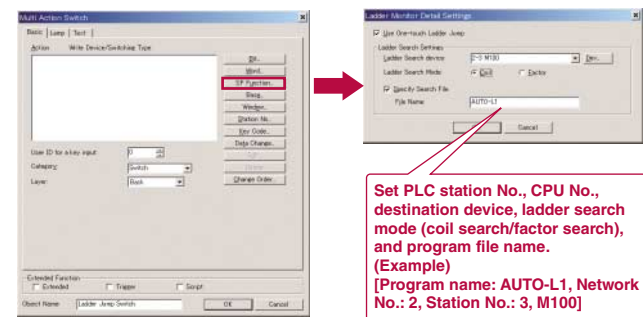 Multi Action Switch
Basic Lamp Text
Action Write Device/Switching Type
Bit...
Word...
SP Function...
Base...
Window...
Station No...
Key Code...
Data Change...
Change Order...
User ID for a key input: 0
Category: Switch
Layer: Back
Extended Function
Extended Trigger Script
Object Name: Ladder Jump Switch OK Cancel
Ladder Monitor Detail Settings
Use One-touch Ladder Jump
Ladder Search Settings
Ladder Search device 2-3 M100 Dev...
Ladder Search Mode: Coil Factor
Specify Search File
File Name AUTO-L1
Cancel
Set PLC station No., CPU No.,
destination device, ladder search
mode (coil search/factor search),
and program file name.
(Example)
[Program name: AUTO-L1, Network
No.: 2, Station No.: 3, M100]